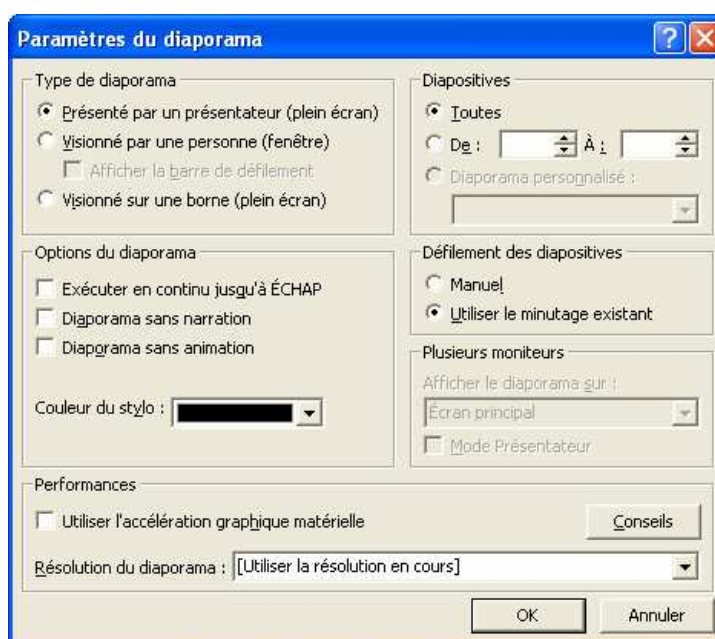 Paramètres du diaporama
Type de diaporama
Présenté par un présentateur (plein écran)
Visionné par une personne (fenêtre)
Afficher la barre de défilement
Visionné sur une borne (plein écran)
Diapositives
Toutes
De : À :
Diaporama personnalisé :
Options du diaporama
Exécuter en continu jusqu'à ÉCHAP
Diaporama sans narration
Diaporama sans animation
Couleur du stylo :
Défilement des diapositives
Manuel
Utiliser le minutage existant
Plusieurs moniteurs
Afficher le diaporama sur :
Écran principal
Mode Présentateur
Performances
Utiliser l'accélération graphique matérielle
Conseils
Résolution du diaporama : [Utiliser la résolution en cours]
OK Annuler